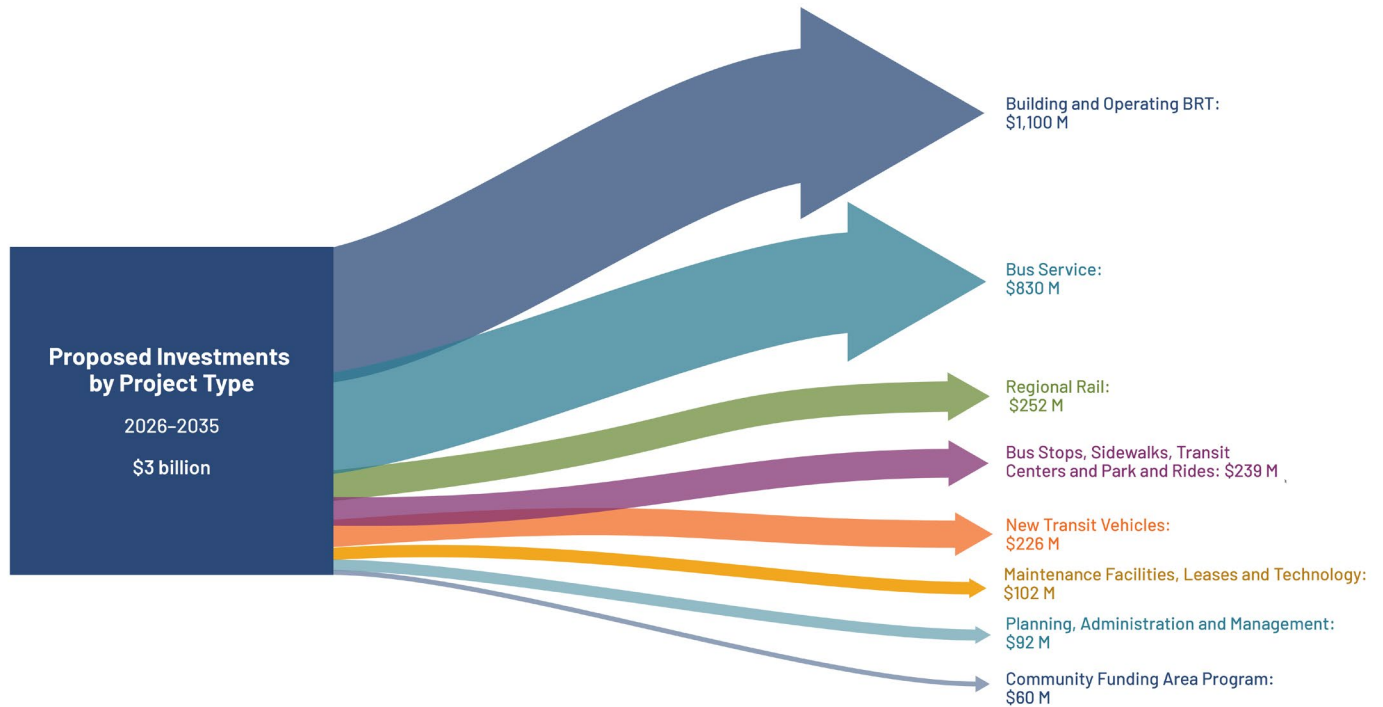 Proposed Investments
by Project Type
2026–2035
$3 billion
Building and Operating BRT:
$1,100 M
Bus Service:
$830 M
Regional Rail:
$252 M
Bus Stops, Sidewalks, Transit
Centers and Park and Rides: $239 M
New Transit Vehicles:
$226 M
Maintenance Facilities, Leases and Technology:
$102 M
Planning, Administration and Management:
$92 M
Community Funding Area Program:
$60 M